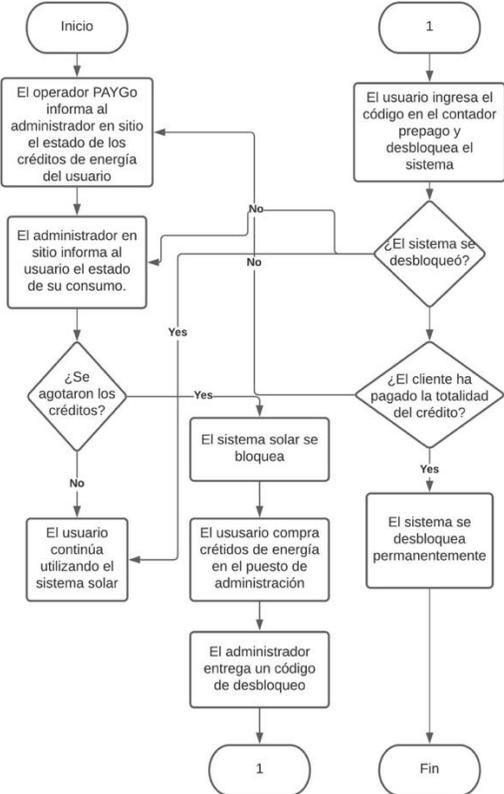 Inicio
El operador PAYGo
informa al
administrador en sitio
el estado de los
créditos de energía
del usuario
El administrador en
sitio informa al
usuario el estado
de su consumo.
¿Se
agotaron los
créditos?
No
Yes
El usuario
continúa
utilizando el
sistema solar
El sistema solar se
bloquea
El ususario compra
crétidos de energía
en el puesto de
administración
El administrador
entrega un código
de desbloqueo
1
1
El usuario ingresa el
código en el contador
prepago y
desbloquea el
sistema
¿El sistema se
desbloqueó?
No
Yes
¿El cliente ha
pagado la totalidad
del crédito?
No
Yes
El sistema se
desbloquea
permanentemente
Fin